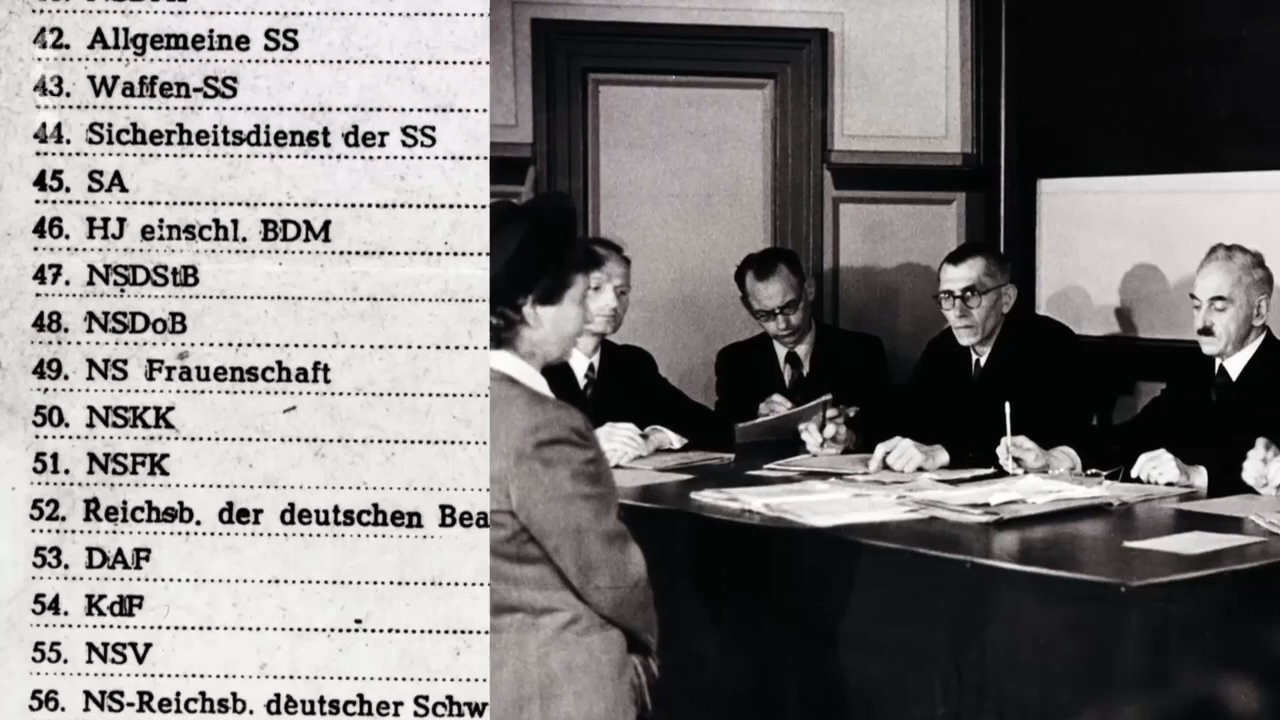 42. Allgemeine SS
43. Waffen-SS
44. Sicherheitsdienst der SS
45. SA
46. HJ einschl. BDM
47. NSDStB
48. NSDoB
49. NS Frauenschaft
50. NSKK
51. NSFK
52. Reichsb. der deutschen Bea
53. DAF
54. KdF
55. NSV
56. NS-Reichsb. deutscher Schw